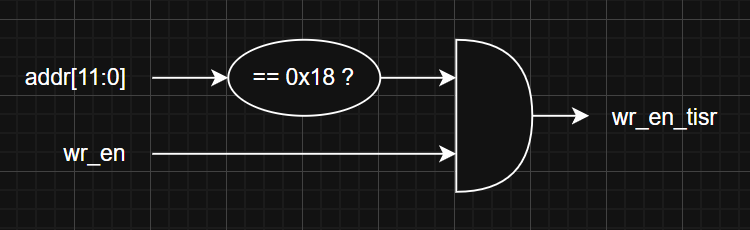 addr[11:0]
== 0x18 ?
wr_en
wr_en_tisr